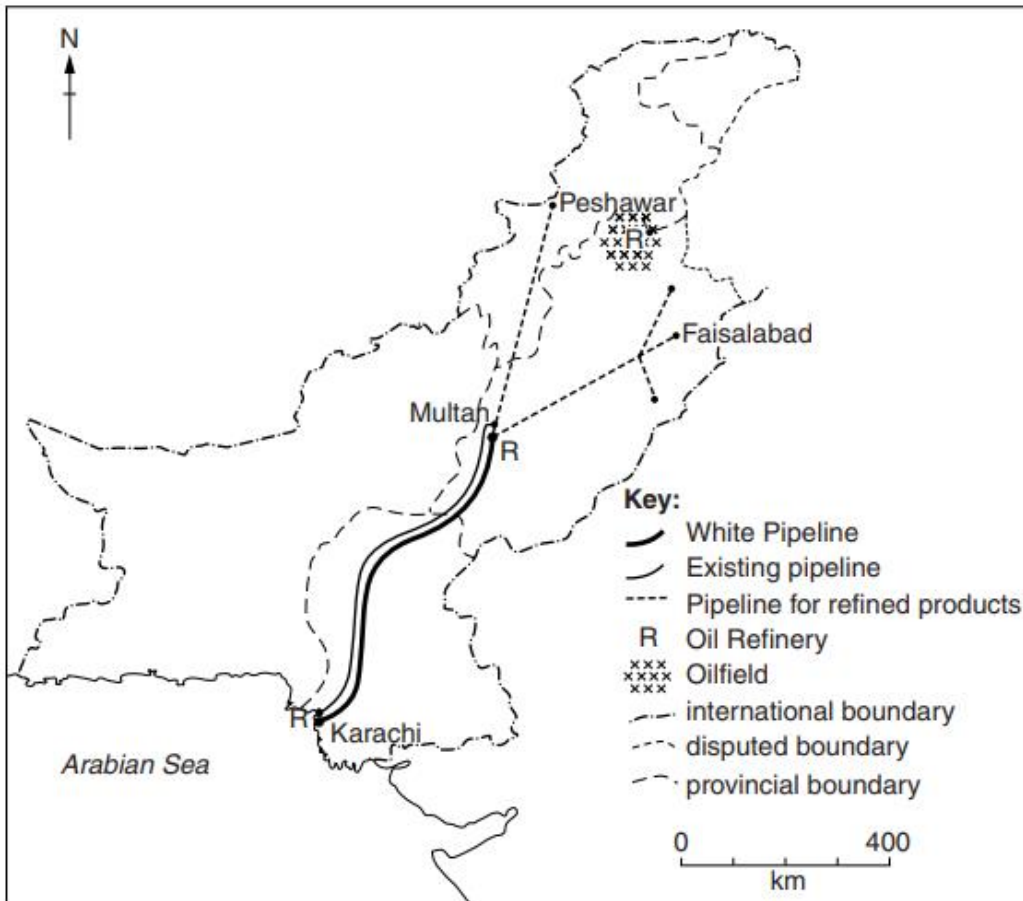 N
Peshawar
R
Faisalabad
Multan
R
Key:
White Pipeline
Existing pipeline
Pipeline for refined products
R Oil Refinery
Oilfield
international boundary
disputed boundary
provincial boundary
R
Karachi
Arabian Sea
0 400
km